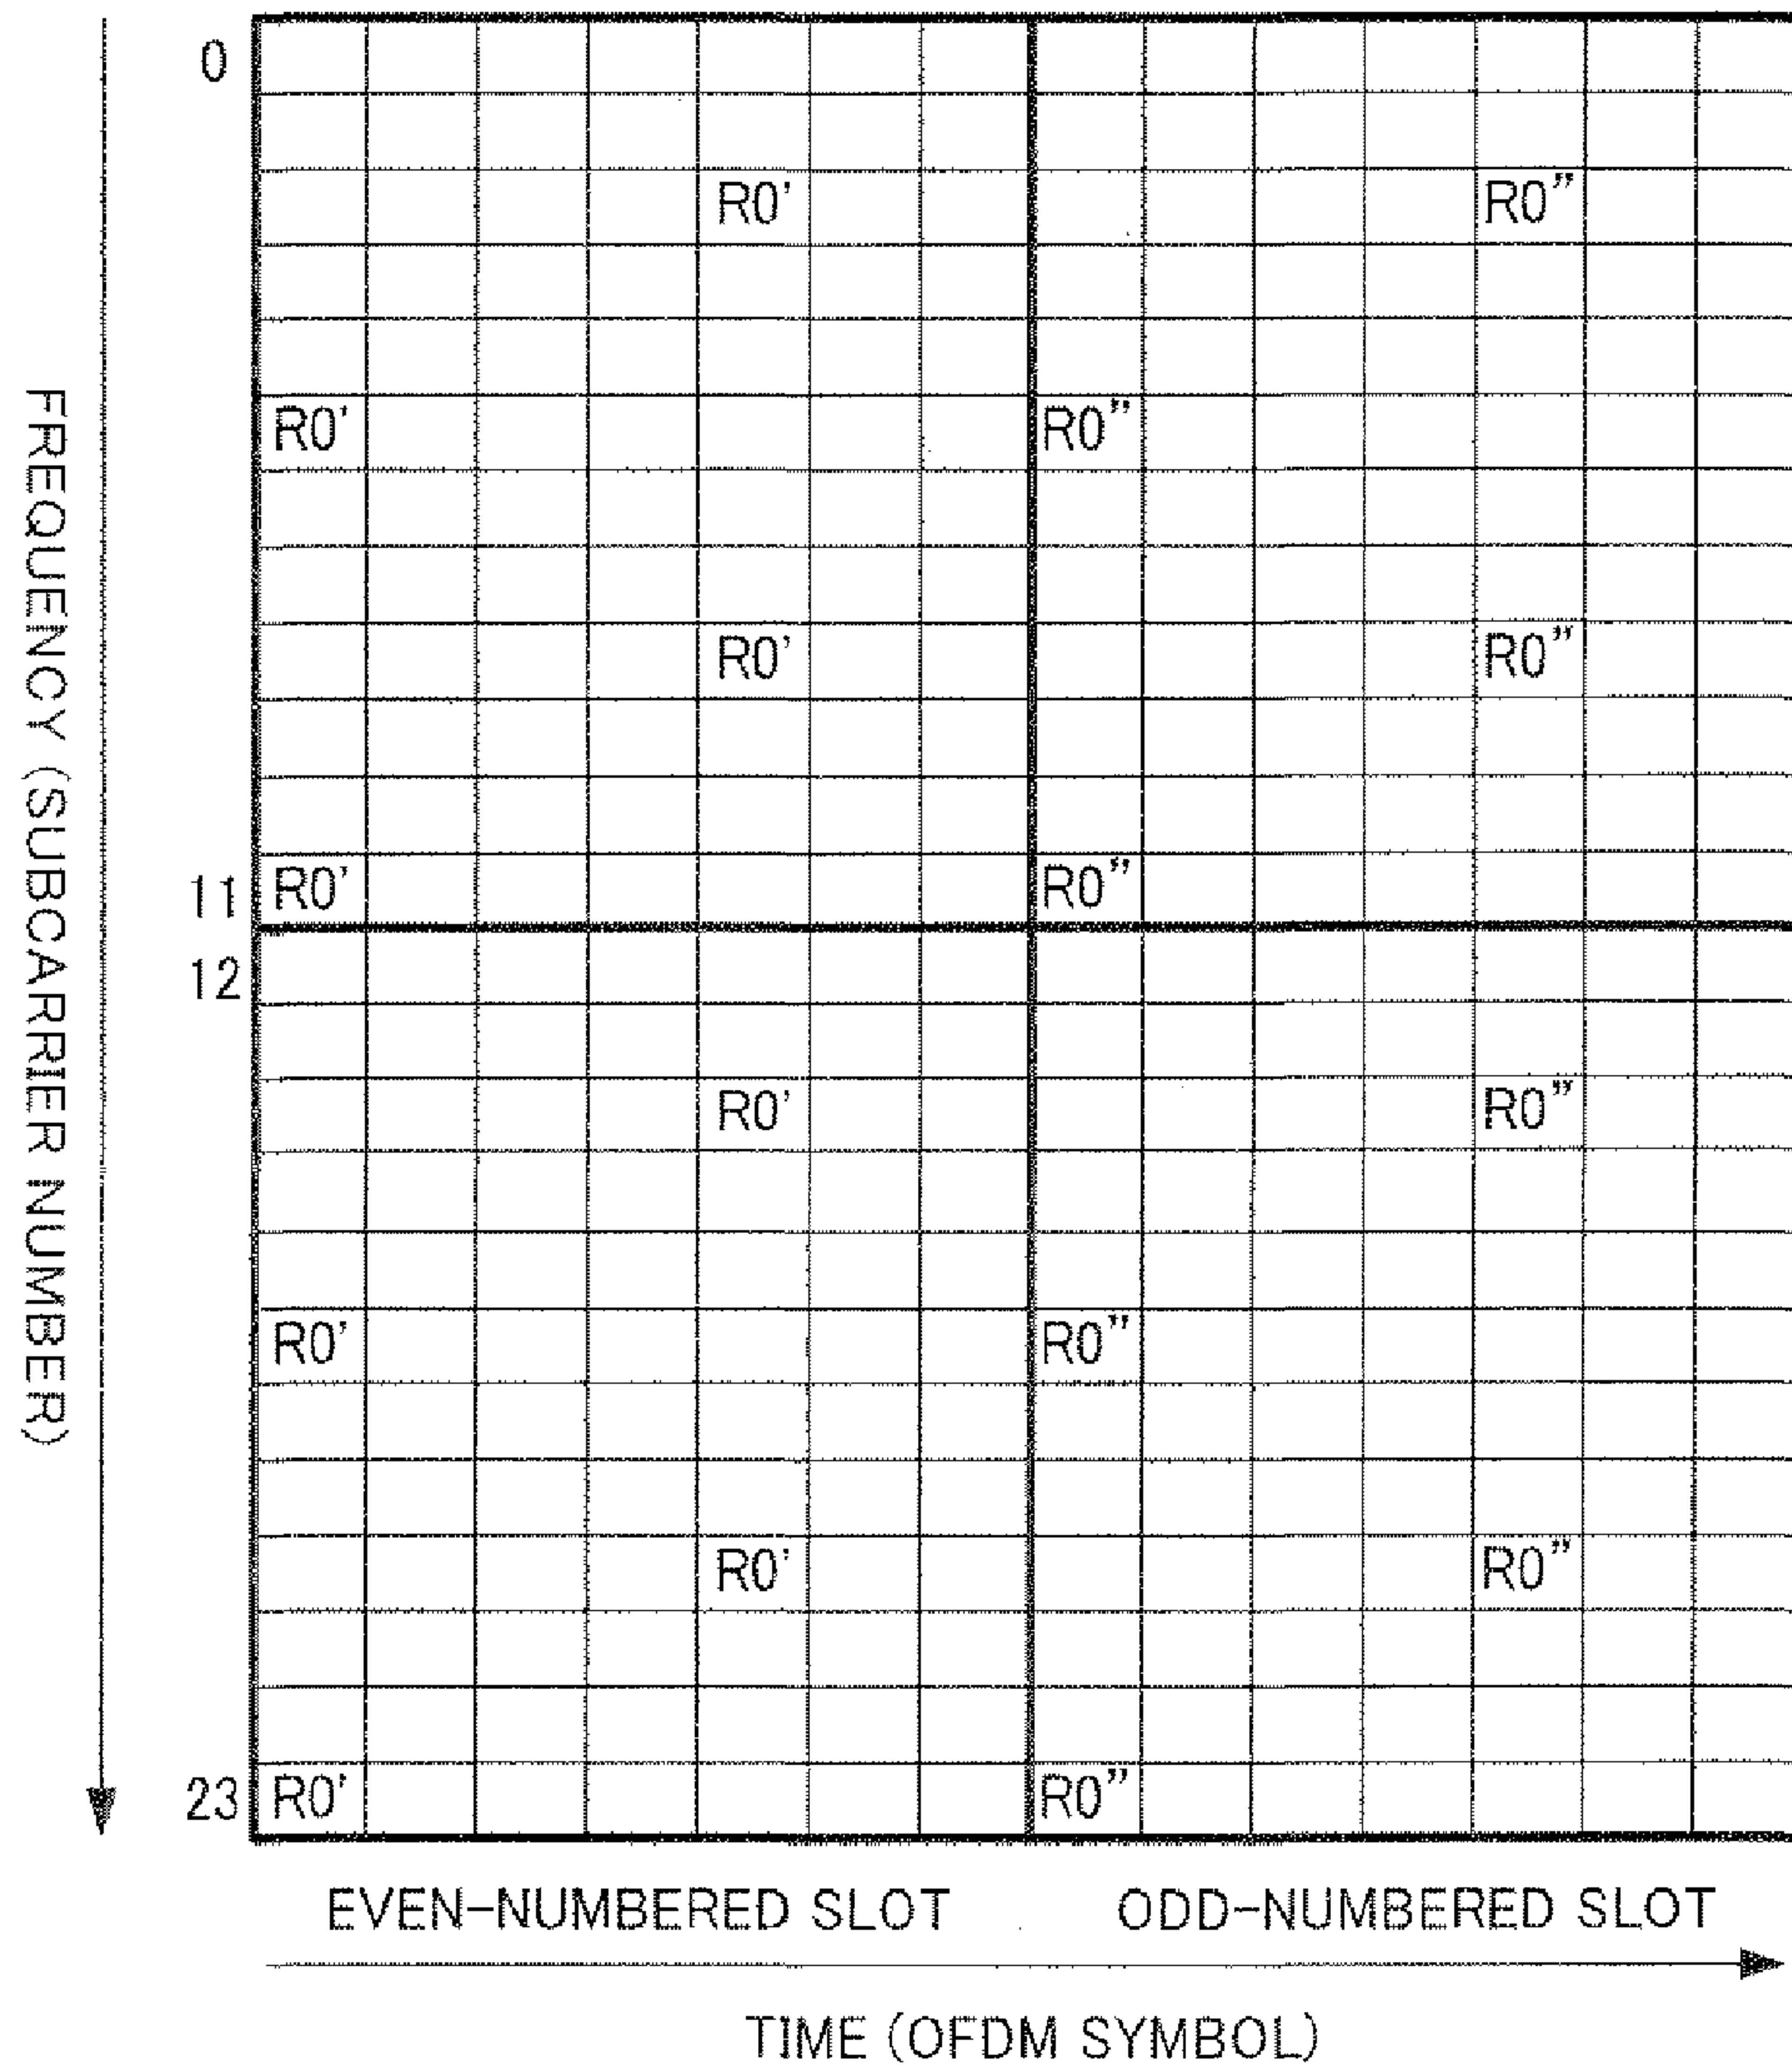 0
R0' R0"
R0' R0"
R0' R0"
11 R0' R0"
12
R0' R0"
R0' R0"
R0' R0"
23 R0' R0"
FREQUENCY (SUBCARRIER NUMBER)
EVEN-NUMBERED SLOT ODD-NUMBERED SLOT
TIME (OFDM SYMBOL)